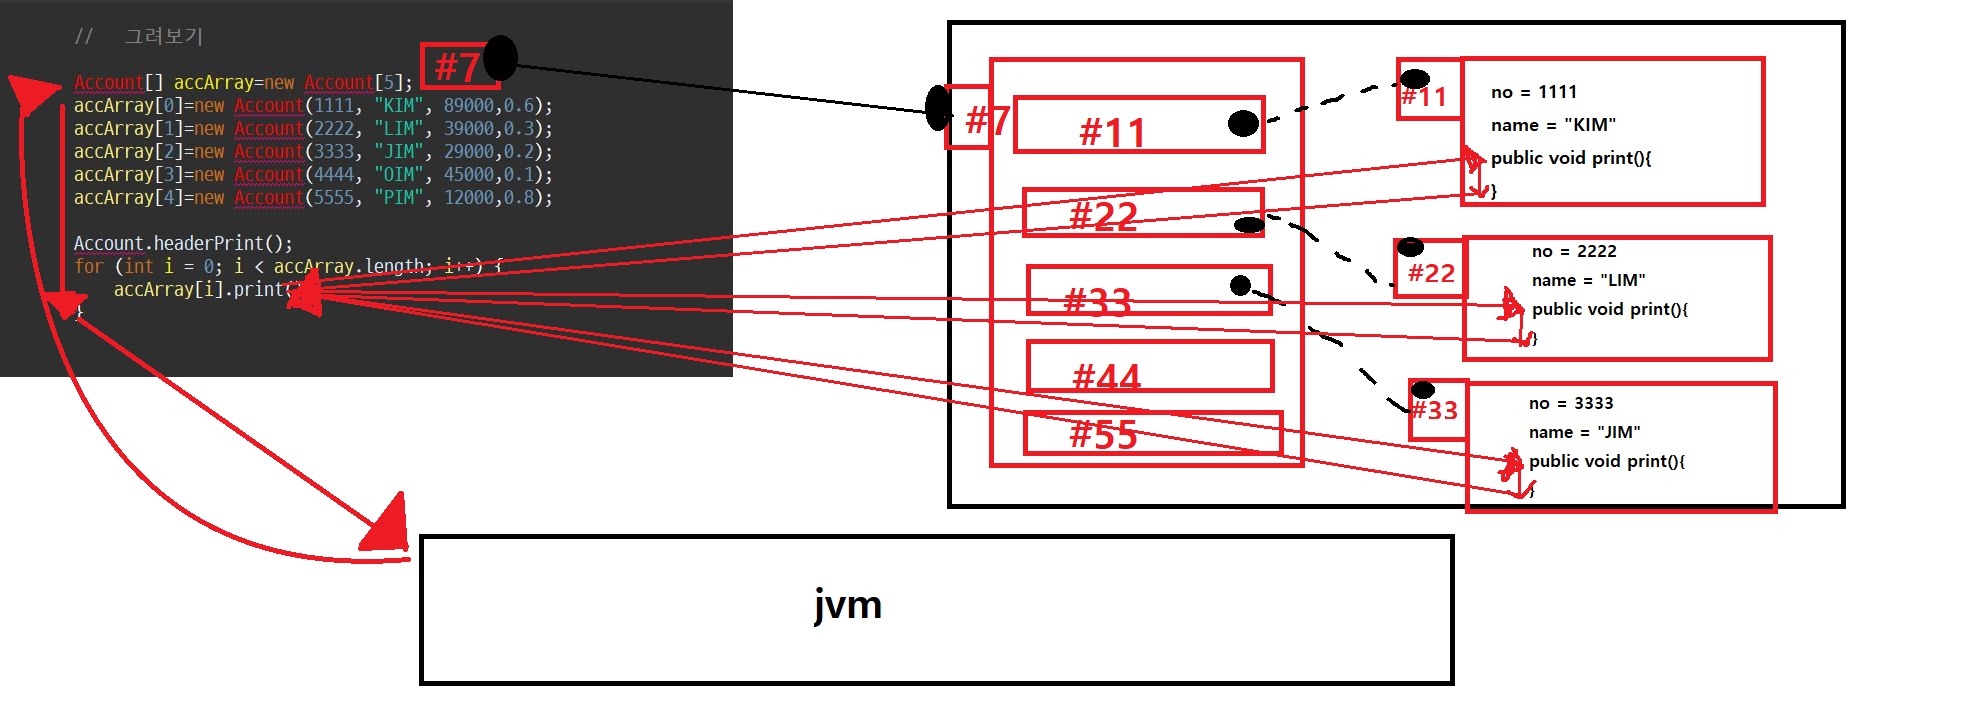 // 그려보기
Account[] accArray=new Account[5];
accArray[0]=new Account(1111, "KIM", 89000,0.6);
accArray[1]=new Account(2222, "LIM", 39000,0.3);
accArray[2]=new Account(3333, "JIM", 29000,0.2);
accArray[3]=new Account(4444, "OIM", 45000,0.1);
accArray[4]=new Account(5555, "PIM", 12000,0.8);
Account.headerPrint();
for (int i = 0; i < accArray.length; i++) {
accArray[i].print(
}
#7
#7
#11
#22
#33
#44
#55
#11
no = 1111
name = "KIM"
public void print(){
}
#22
no = 2222
name = "LIM"
public void print(){
}
#33
no = 3333
name = "JIM"
public void print(){
}
jvm